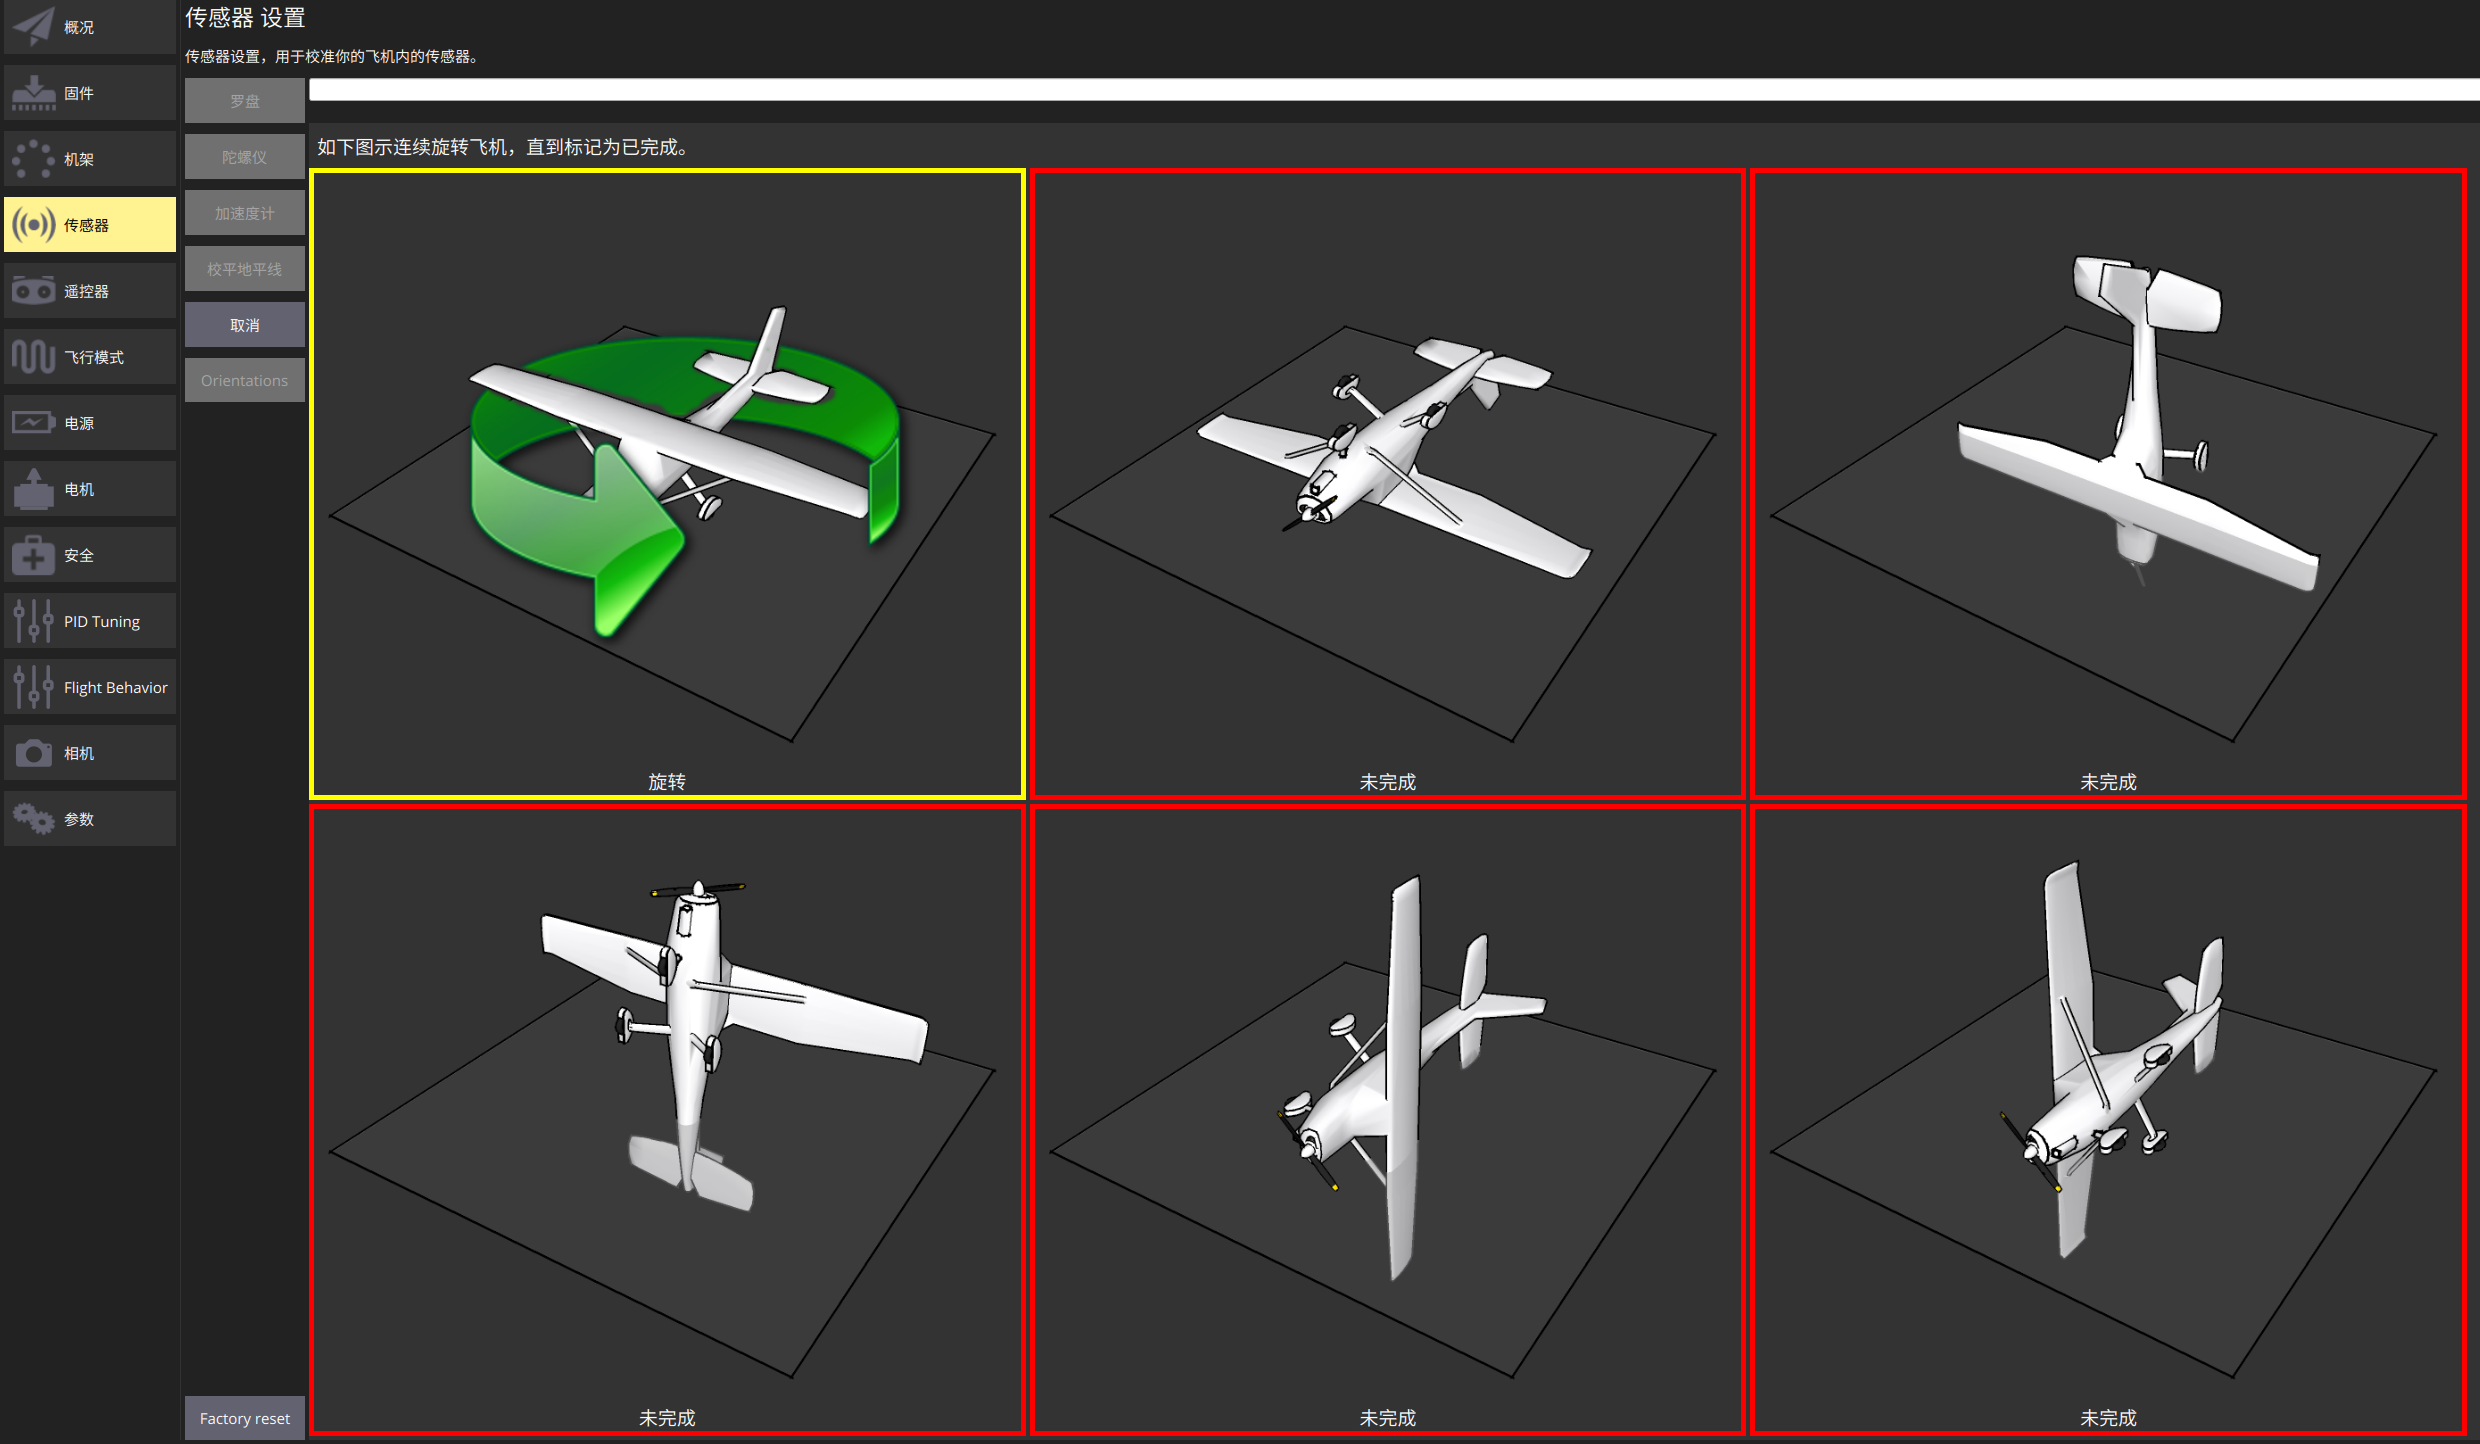 概况
固件
机架
传感器
遥控器
飞行模式
电源
电机
安全
PID Tuning
Flight Behavior
相机
参数
传感器 设置
传感器设置，用于校准你的飞机内的传感器。
罗盘
陀螺仪
加速度计
校平地平线
取消
Orientations
Factory reset
如下图示连续旋转飞机，直到标记为已完成。
旋转
未完成
未完成
未完成
未完成
未完成